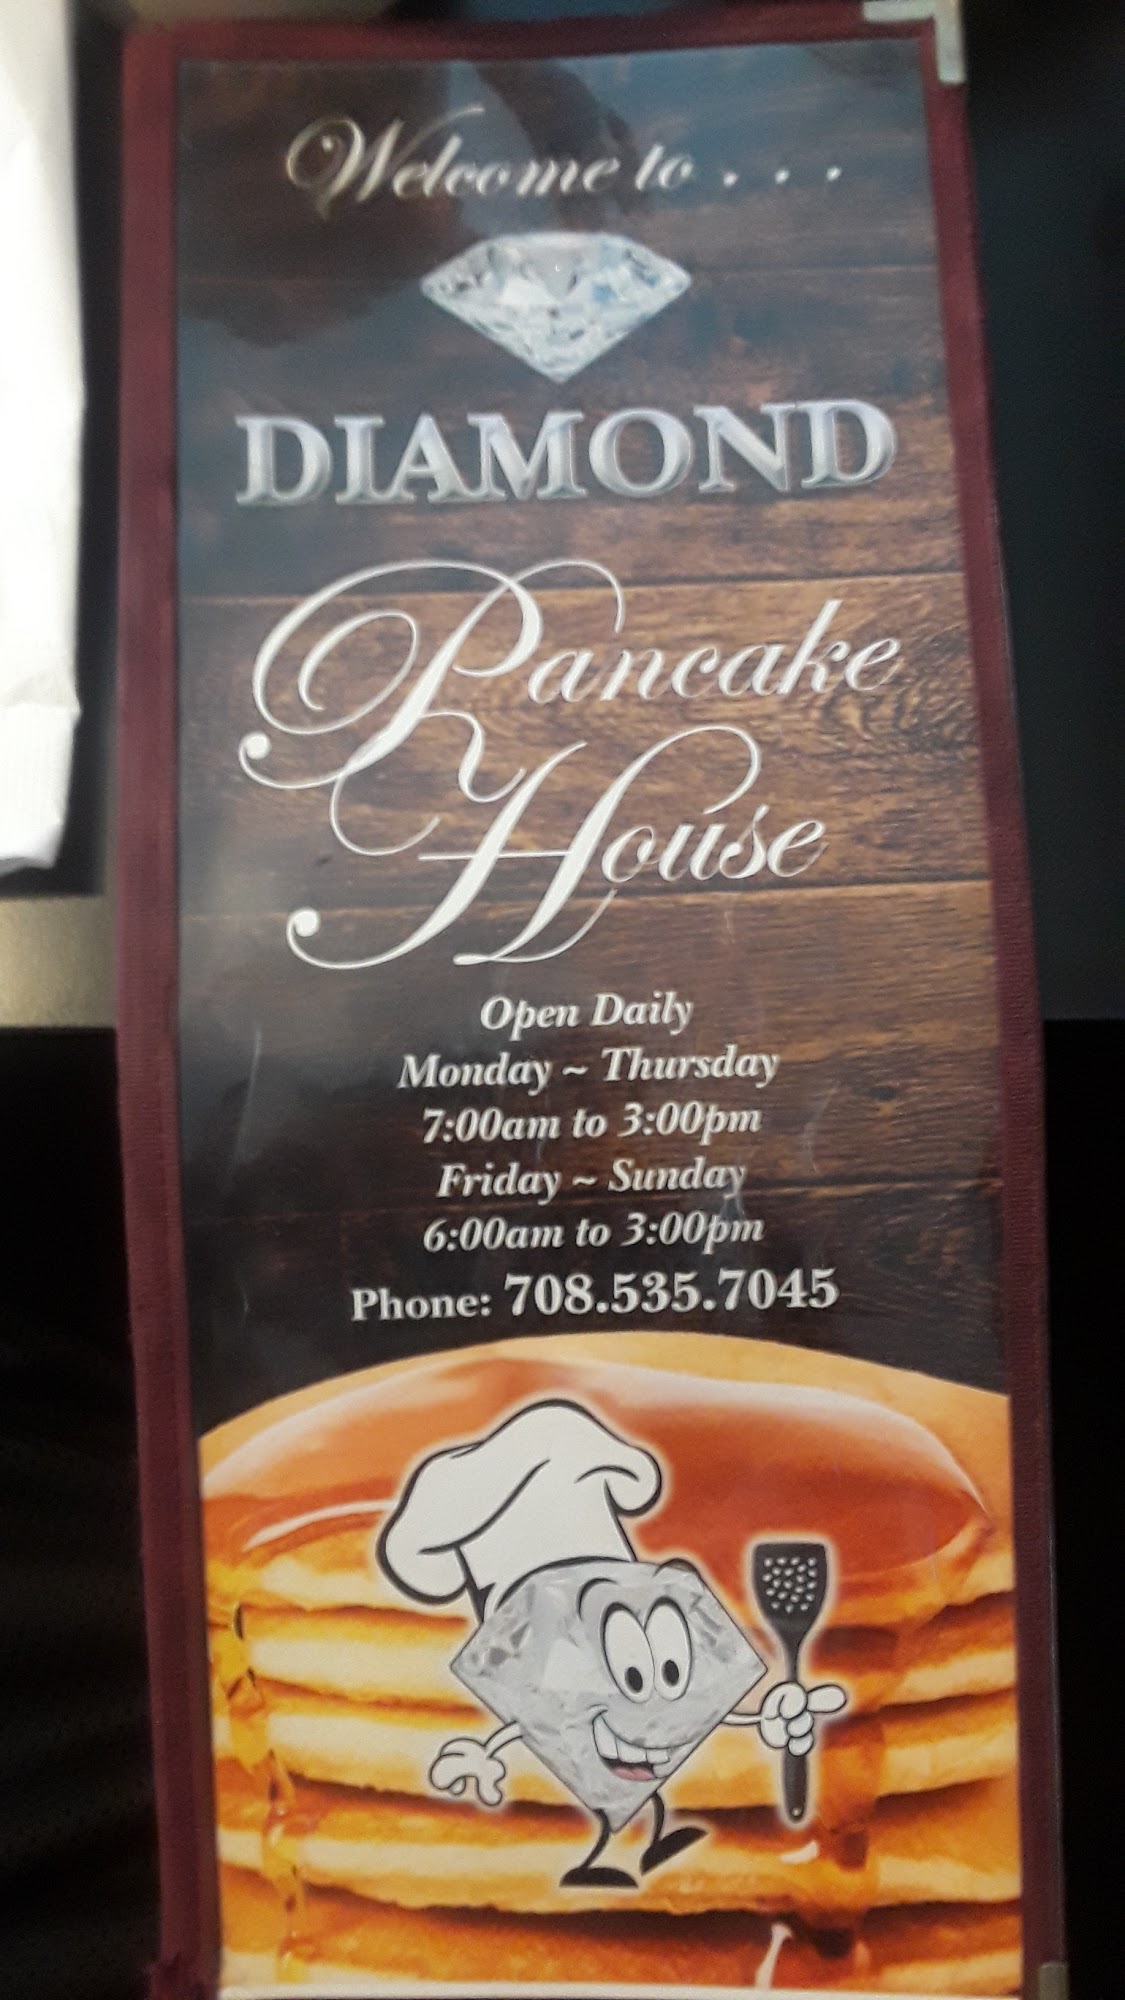 Welcome to . . .
DIAMOND
Pancake
House
Open Daily
Monday ~ Thursday
7:00am to 3:00pm
Friday ~ Sunday
6:00am to 3:00pm
Phone: 708.535.7045